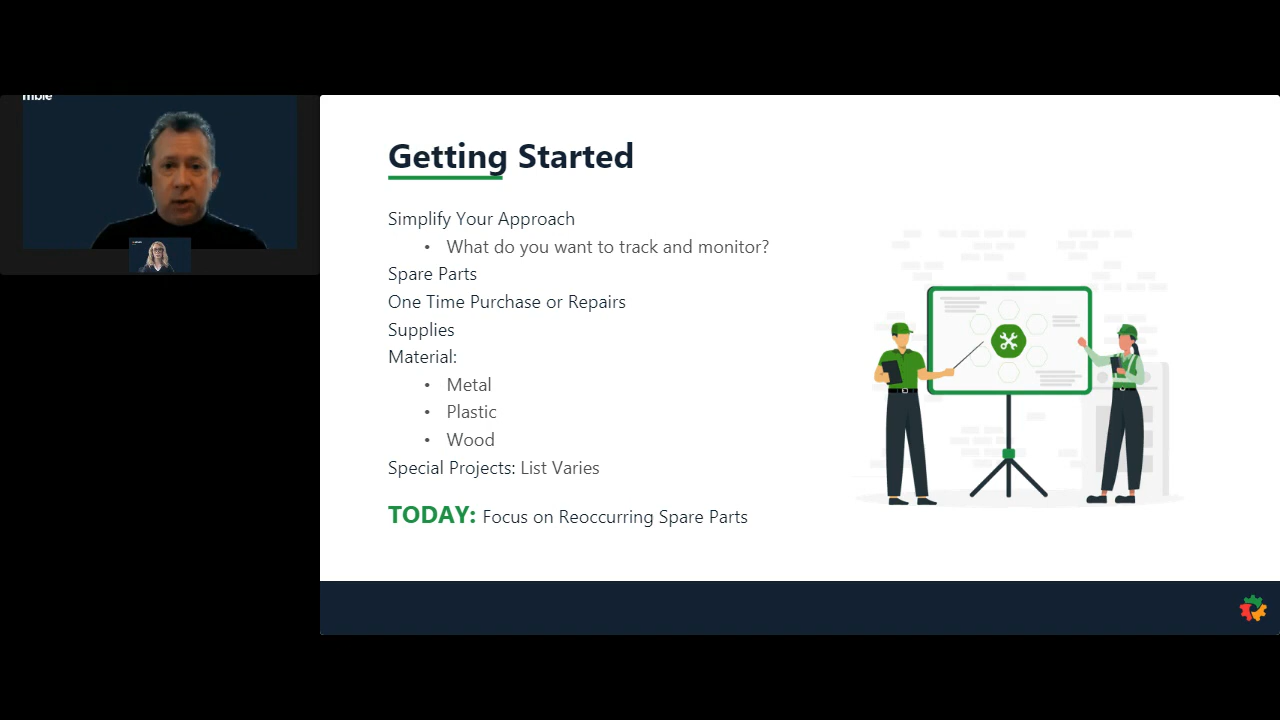 Getting Started
Simplify Your Approach
• What do you want to track and monitor?
Spare Parts
One Time Purchase or Repairs
Supplies
Material:
• Metal
• Plastic
• Wood
Special Projects: List Varies
TODAY: Focus on Reoccurring Spare Parts